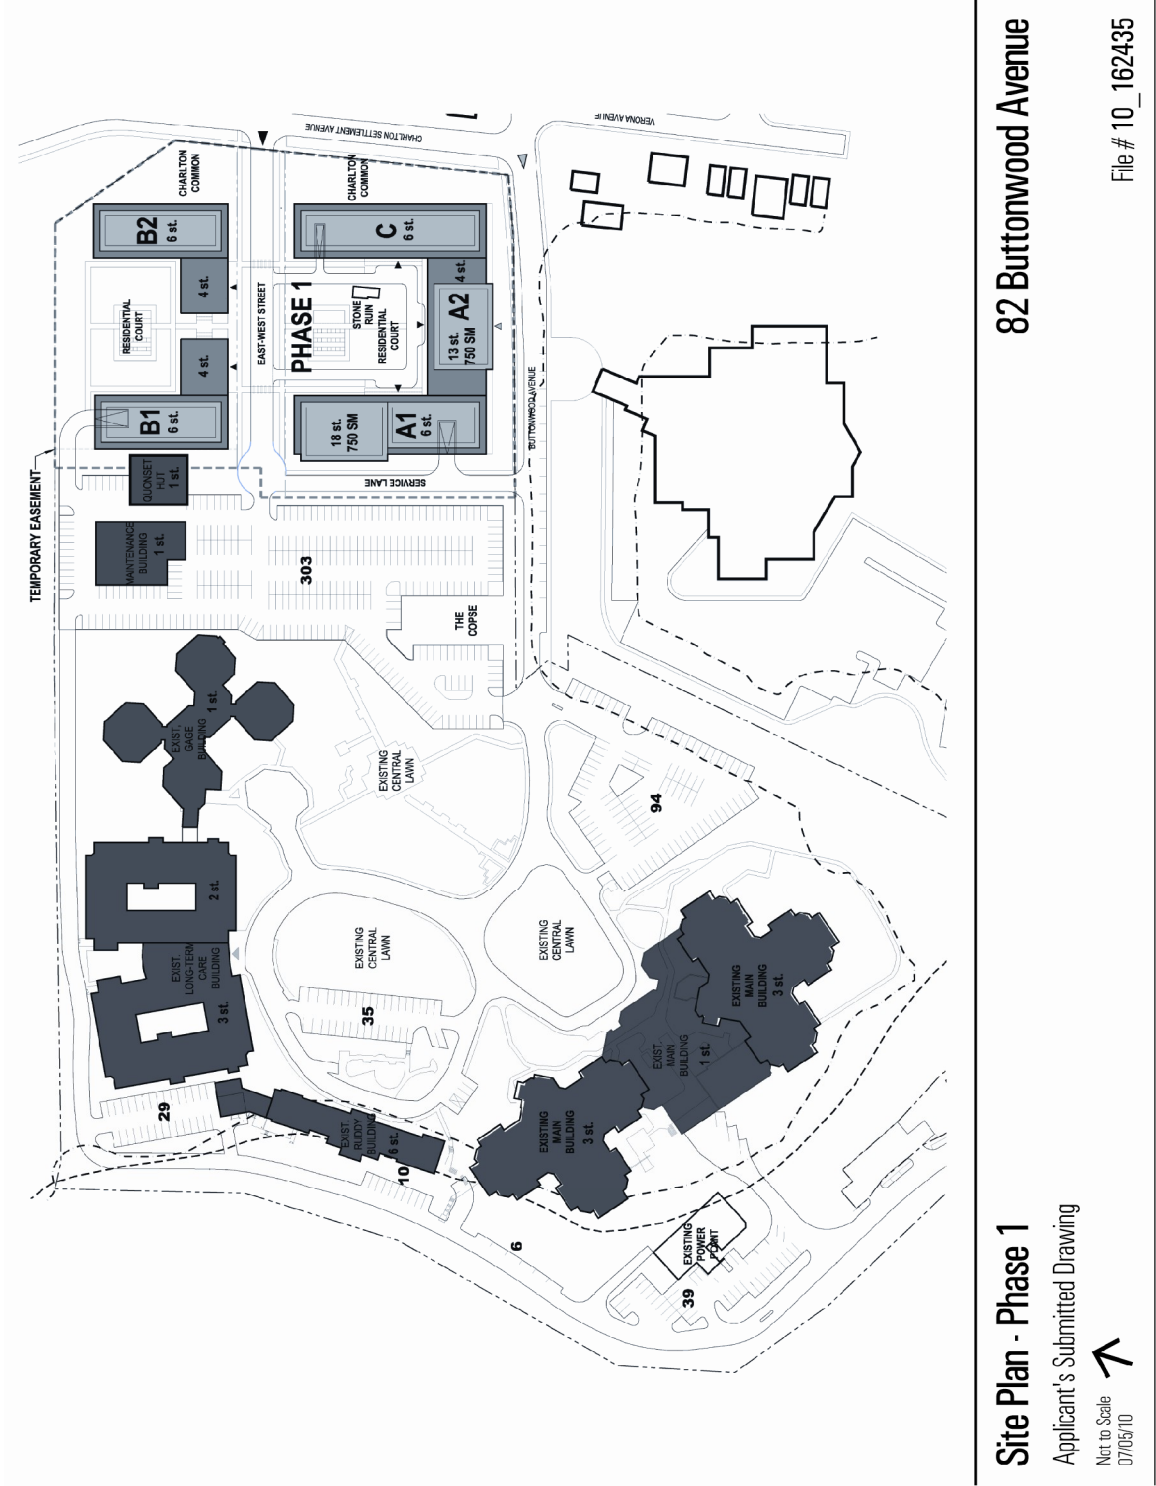 TEMPORARY EASEMENT
CHARLTON
COMMON
CHARLTON
COMMON
CHARLTON SETTLEMENT AVENUE
VERONA AVENUE
B2
6 st.
4 st.
RESIDENTIAL
COURT
4 st.
B1
6 st.
EAST-WEST STREET
PHASE 1
STONE
RUIN
RESIDENTIAL
COURT
C
6 st.
4 st.
A2
13 st.
750 SM
18 st.
750 SM
A1
6 st.
BUTTONWOOD AVENUE
SERVICE LANE
QUONSET
HUT
1 st.
MAINTENANCE
BUILDING
1 st.
303
THE
COPSE
EXIST.
GAGE
BUILDING
1 st.
EXISTING
CENTRAL
LAWN
94
2 st.
EXIST.
LONG-TERM
CARE
BUILDING
3 st.
EXISTING
CENTRAL
LAWN
EXISTING
CENTRAL
LAWN
35
29
EXIST.
RUDDY
BUILDING
6 st.
10
EXISTING
MAIN
BUILDING
3 st.
EXIST.
MAIN
BUILDING
1 st.
EXISTING
MAIN
BUILDING
3 st.
6
EXISTING
POWER
PLANT
39
Site Plan - Phase 1
82 Buttonwood Avenue
Applicant's Submitted Drawing
File # 10_162435
Not to Scale
07/05/10